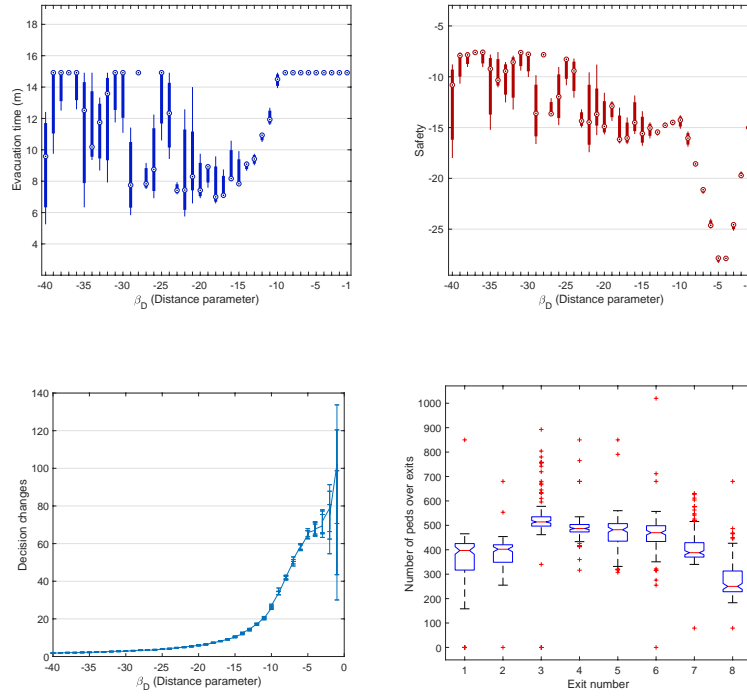 18
16
14
12
10
8
6
4
Evacuation time (m)
-40 -35 -30 -25 -20 -15 -10 -5 -1
β_D (Distance parameter)
-5
-10
-15
-20
-25
Safety
-40 -35 -30 -25 -20 -15 -10 -5
β_D (Distance parameter)
140
120
100
80
60
40
20
0
Decision changes
-40 -35 -30 -25 -20 -15 -10 -5 0
β_D (Distance parameter)
1000
900
800
700
600
500
400
300
200
100
0
Number of peds over exits
1 2 3 4 5 6 7 8
Exit number